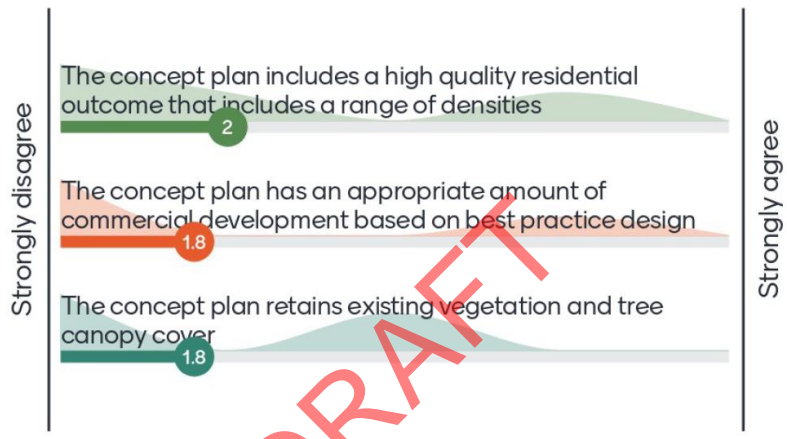 The concept plan includes a high quality residential
outcome that includes a range of densities
2
The concept plan has an appropriate amount of
commercial development based on best practice design
1.8
The concept plan retains existing vegetation and tree
canopy cover
1.8
Strongly disagree
Strongly agree
DRAFT